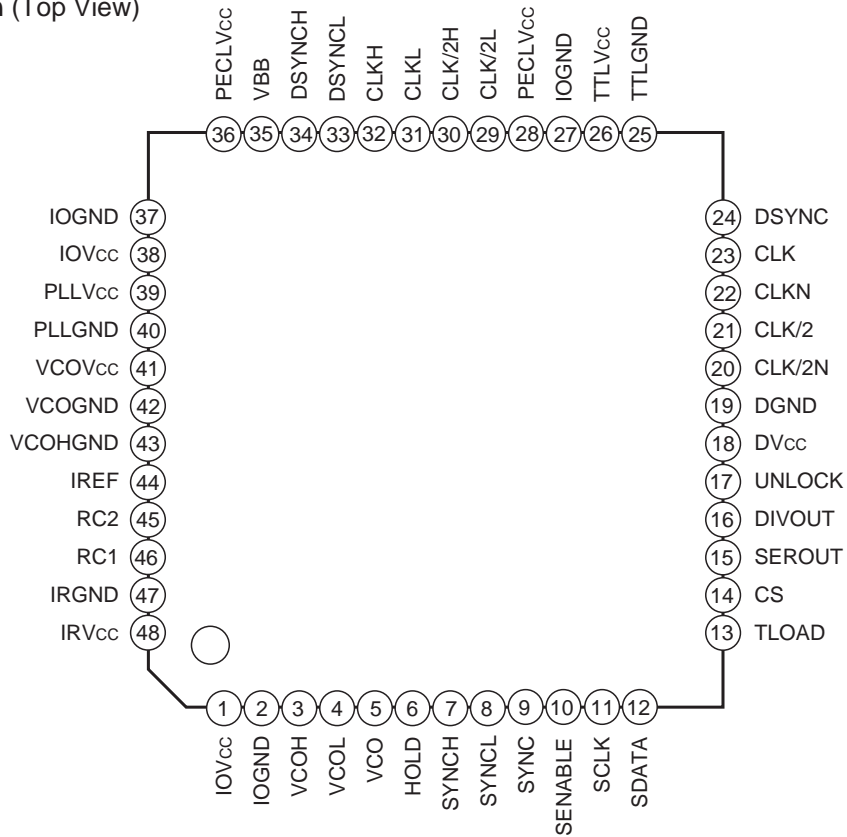 n (Top View)
PECLVcc
VBB
DSYNCH
DSYNCL
CLKH
CLKL
CLK/2H
CLK/2L
PECLVcc
IOGND
TTLVcc
TTLGND
36 35 34 33 32 31 30 29 28 27 26 25
IOGND 37
IOVcc 38
PLLVcc 39
PLLGND 40
VCOVcc 41
VCOGND 42
VCOHGND 43
IREF 44
RC2 45
RC1 46
IRGND 47
IRVcc 48
24 DSYNC
23 CLK
22 CLKN
21 CLK/2
20 CLK/2N
19 DGND
18 DVcc
17 UNLOCK
16 DIVOUT
15 SEROUT
14 CS
13 TLOAD
1 2 3 4 5 6 7 8 9 10 11 12
IOVcc
IOGND
VCOH
VCOL
VCO
HOLD
SYNCH
SYNCL
SYNC
SENABLE
SCLK
SDATA